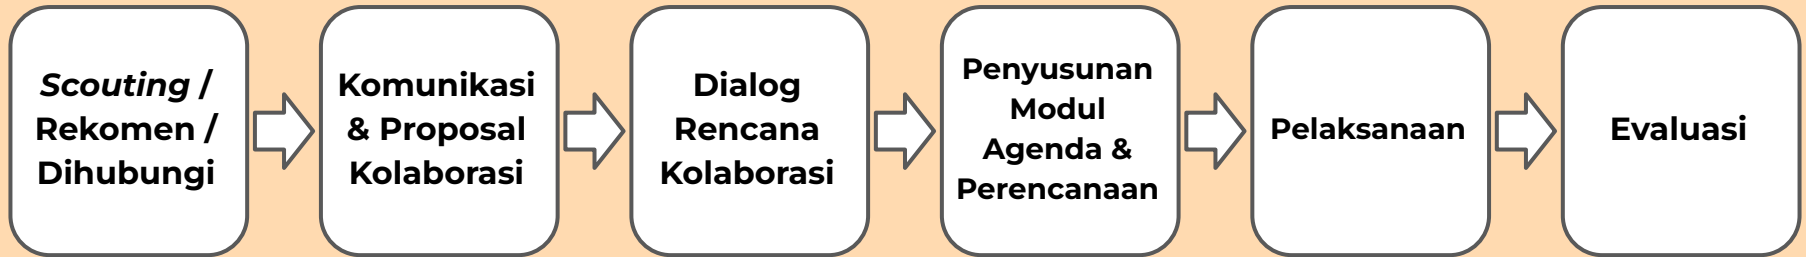 Scouting /
Rekomen /
Dihubungi
Komunikasi
& Proposal
Kolaborasi
Dialog
Rencana
Kolaborasi
Penyusunan
Modul
Agenda &
Perencanaan
Pelaksanaan
Evaluasi